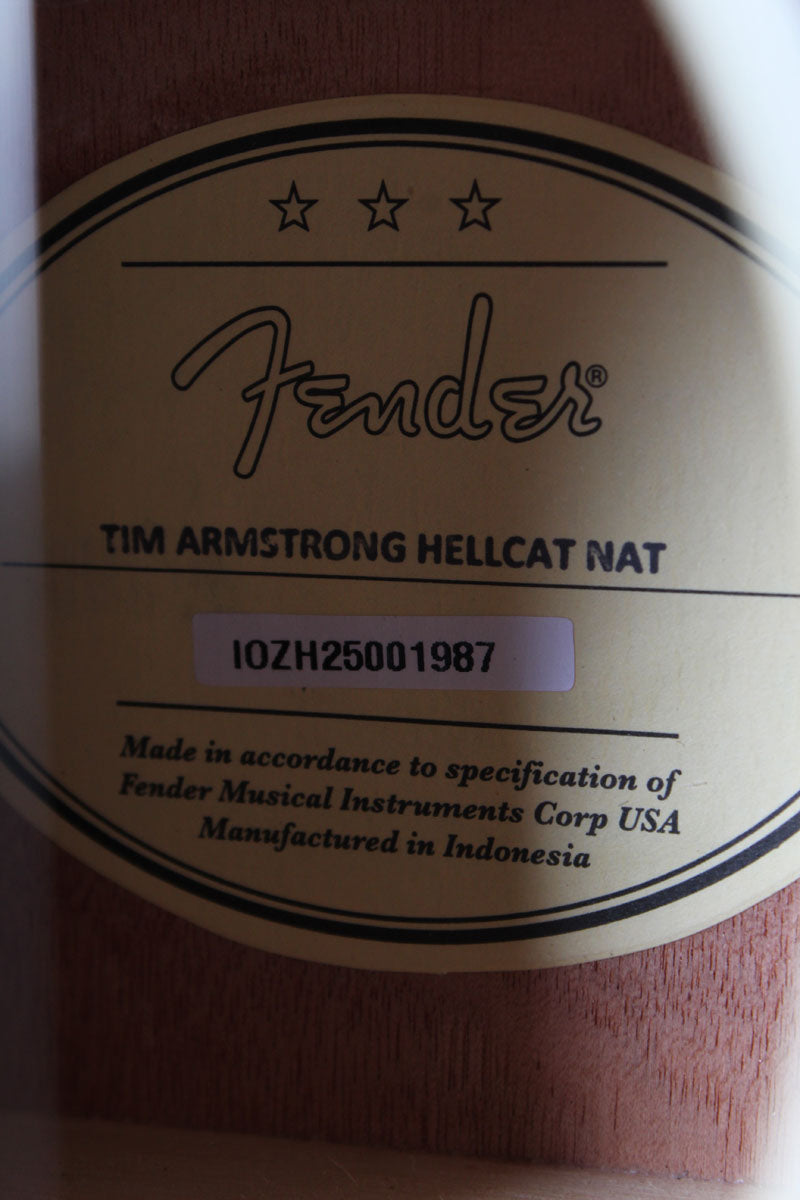 Fender®
TIM ARMSTRONG HELLCAT NAT
IOZH25001987
Made in accordance to specification of
Fender Musical Instruments Corp USA
Manufactured in Indonesia